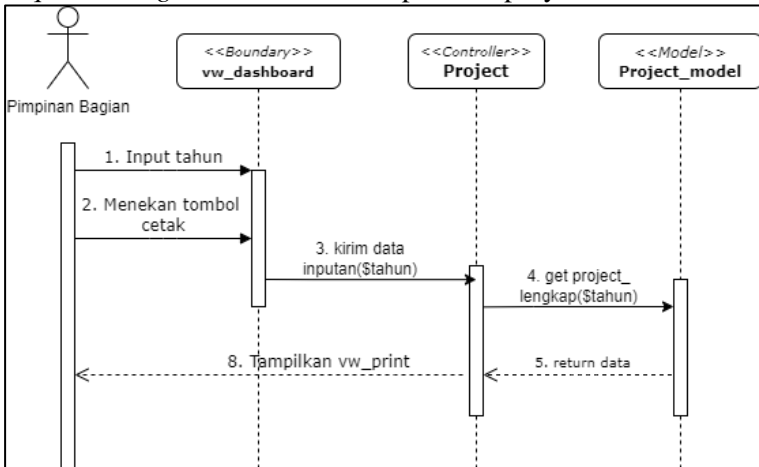 <<Boundary>>
vw_dashboard
<<Controller>>
Project
<<Model>>
Project_model
Pimpinan Bagian
1. Input tahun
2. Menekan tombol
cetak
3. kirim data
inputan($tahun)
4. get project_
lengkap($tahun)
8. Tampilkan vw_print
5. return data